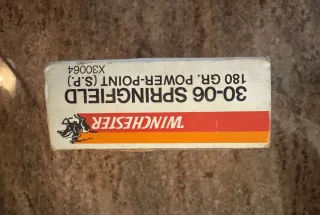 WINCHESTER
30-06 SPRINGFIELD
180 GR. POWER-POINT (S.P.)
X30064